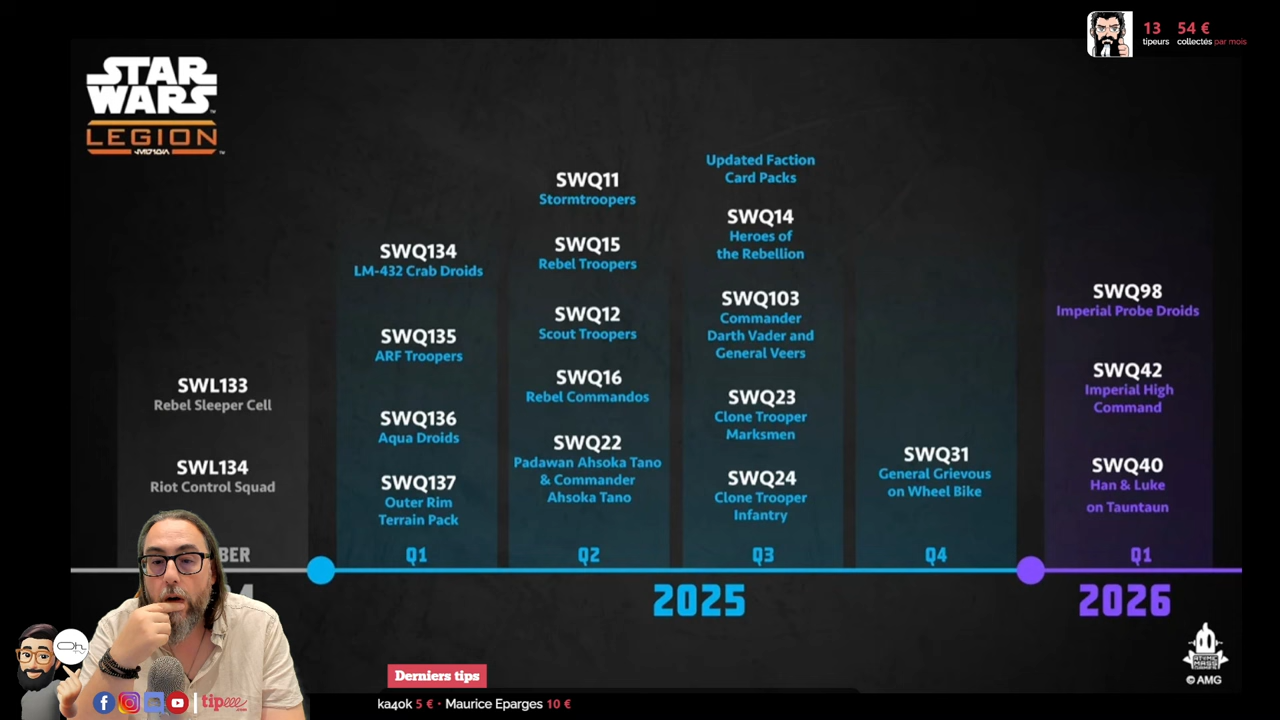 13 54 €
tipeurs collectés par mois
STAR
WARS
LEGION
SWL133
Rebel Sleeper Cell
SWL134
Riot Control Squad
BER
SWQ134
LM-432 Crab Droids
SWQ135
ARF Troopers
SWQ136
Aqua Droids
SWQ137
Outer Rim
Terrain Pack
Q1
SWQ11
Stormtroopers
SWQ15
Rebel Troopers
SWQ12
Scout Troopers
SWQ16
Rebel Commandos
SWQ22
Padawan Ahsoka Tano
& Commander
Ahsoka Tano
Q2
Updated Faction
Card Packs
SWQ14
Heroes of
the Rebellion
SWQ103
Commander
Darth Vader and
General Veers
SWQ23
Clone Trooper
Marksmen
SWQ24
Clone Trooper
Infantry
Q3
SWQ31
General Grievous
on Wheel Bike
Q4
2025
SWQ98
Imperial Probe Droids
SWQ42
Imperial High
Command
SWQ40
Han & Luke
on Tauntaun
Q1
2026
ATOMIC
MASS
© AMG
tipeee
Derniers tips
ka40k 5 € · Maurice Eparges 10 €